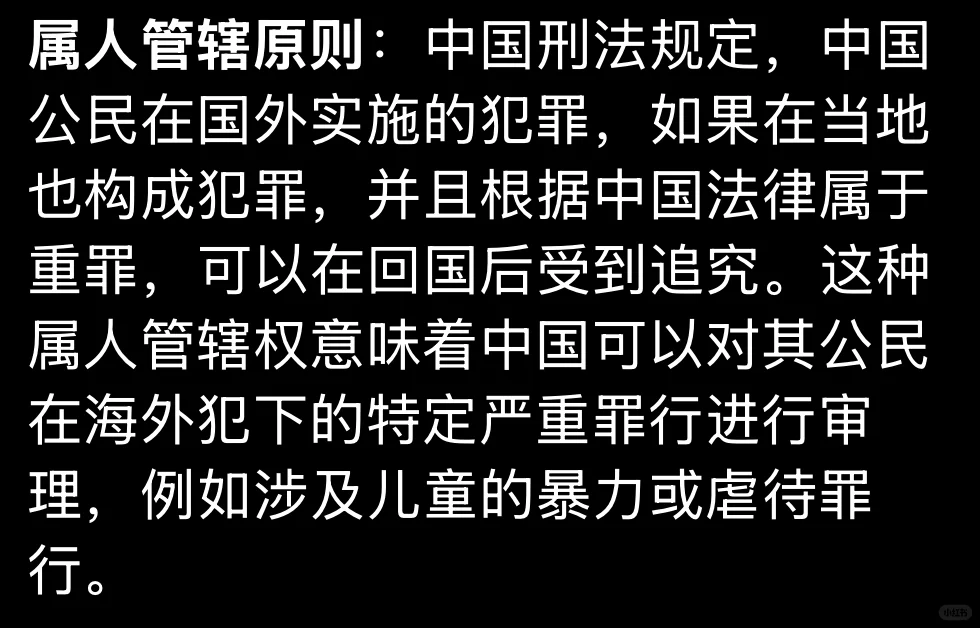 属人管辖原则：中国刑法规定，中国
公民在国外实施的犯罪，如果在当地
也构成犯罪，并且根据中国法律属于
重罪，可以在回国后受到追究。这种
属人管辖权意味着中国可以对其公民
在海外犯下的特定严重罪行进行审
理，例如涉及儿童的暴力或虐待罪
行。
小红书